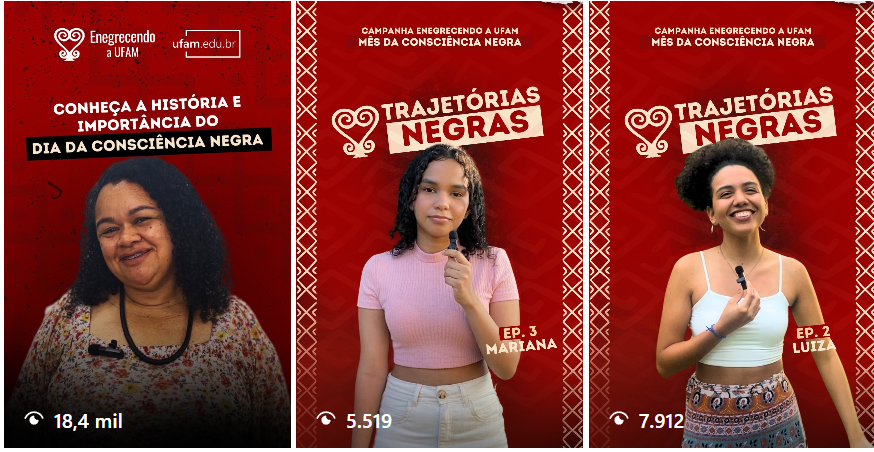 Enegrecendo
a UFAM
ufam.edu.br
CONHEÇA A HISTÓRIA E
IMPORTÂNCIA DO
DIA DA CONSCIÊNCIA NEGRA
18,4 mil
CAMPANHA ENEGRECENDO A UFAM
MÊS DA CONSCIÊNCIA NEGRA
TRAJETÓRIAS
NEGRAS
EP. 3
MARIANA
5.519
CAMPANHA ENEGRECENDO A UFAM
MÊS DA CONSCIÊNCIA NEGRA
TRAJETÓRIAS
NEGRAS
EP. 2
LUIZA
7.912